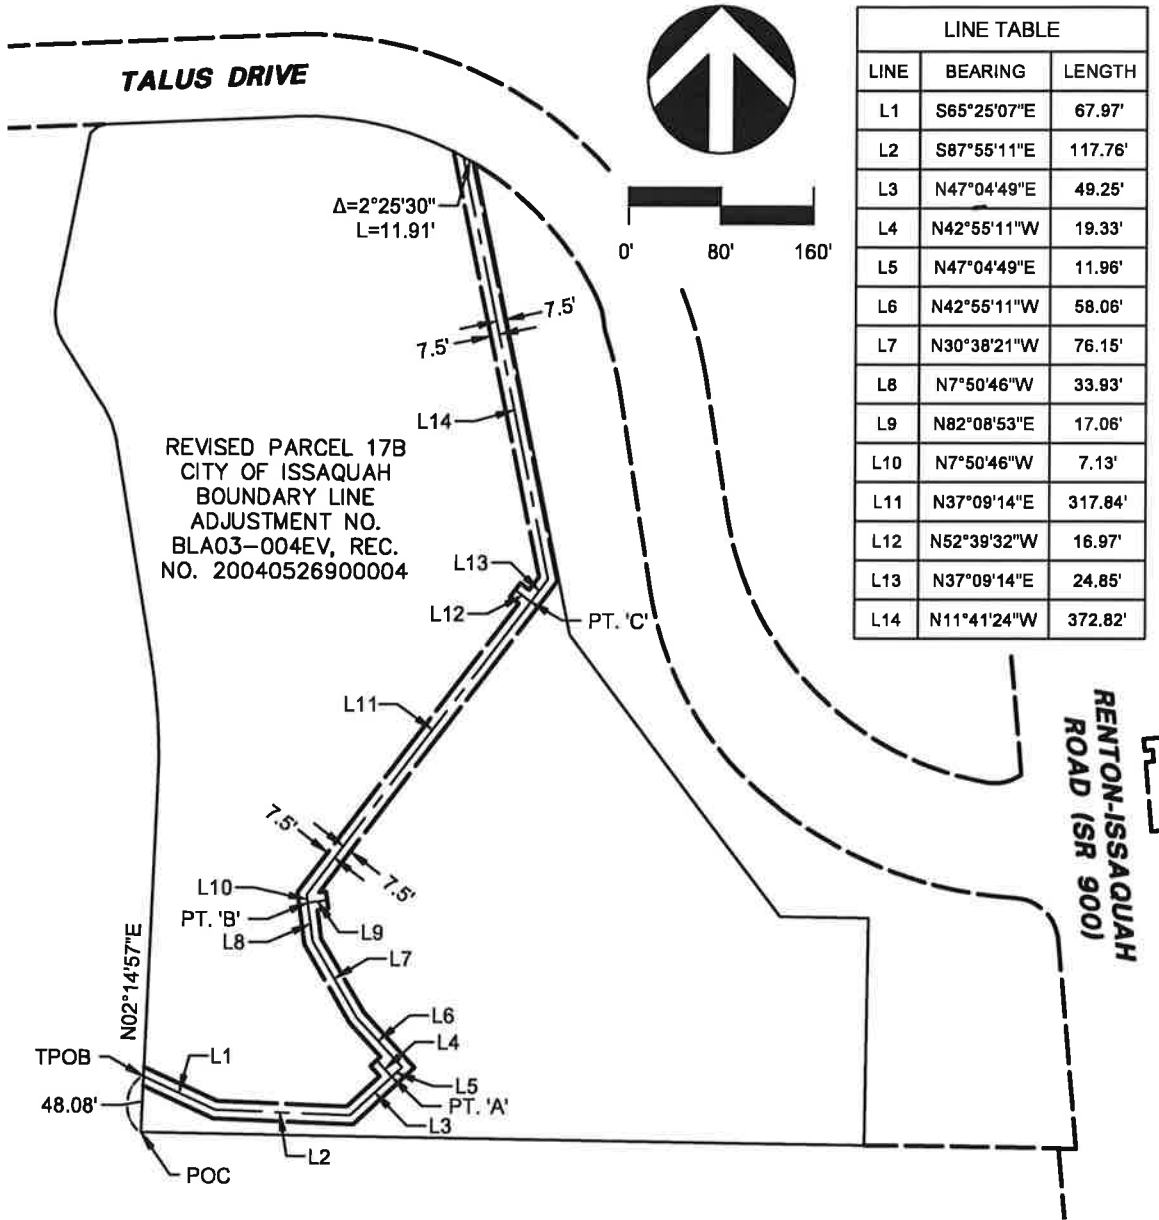 TALUS DRIVE
Δ=2°25'30"
L=11.91'
0' 80' 160'
LINE TABLE
LINE BEARING LENGTH
L1 S65°25'07"E 67.97'
L2 S87°55'11"E 117.76'
L3 N47°04'49"E 49.25'
L4 N42°55'11"W 19.33'
L5 N47°04'49"E 11.96'
L6 N42°55'11"W 58.06'
L7 N30°38'21"W 76.15'
L8 N7°50'46"W 33.93'
L9 N82°08'53"E 17.06'
L10 N7°50'46"W 7.13'
L11 N37°09'14"E 317.84'
L12 N52°39'32"W 16.97'
L13 N37°09'14"E 24.85'
L14 N11°41'24"W 372.82'
7.5'
7.5'
L14
REVISED PARCEL 17B
CITY OF ISSAQUAH
BOUNDARY LINE
ADJUSTMENT NO.
BLA03-004EV, REC.
NO. 20040526900004
L13
L12
PT. 'C'
L11
RENTON-ISSAQUAH
ROAD (SR 900)
7.5'
7.5'
L10
PT. 'B'
L9
L8
L7
N02°14'57"E
L6
L4
TPOB
L1
L5
PT. 'A'
48.08'
L3
L2
POC